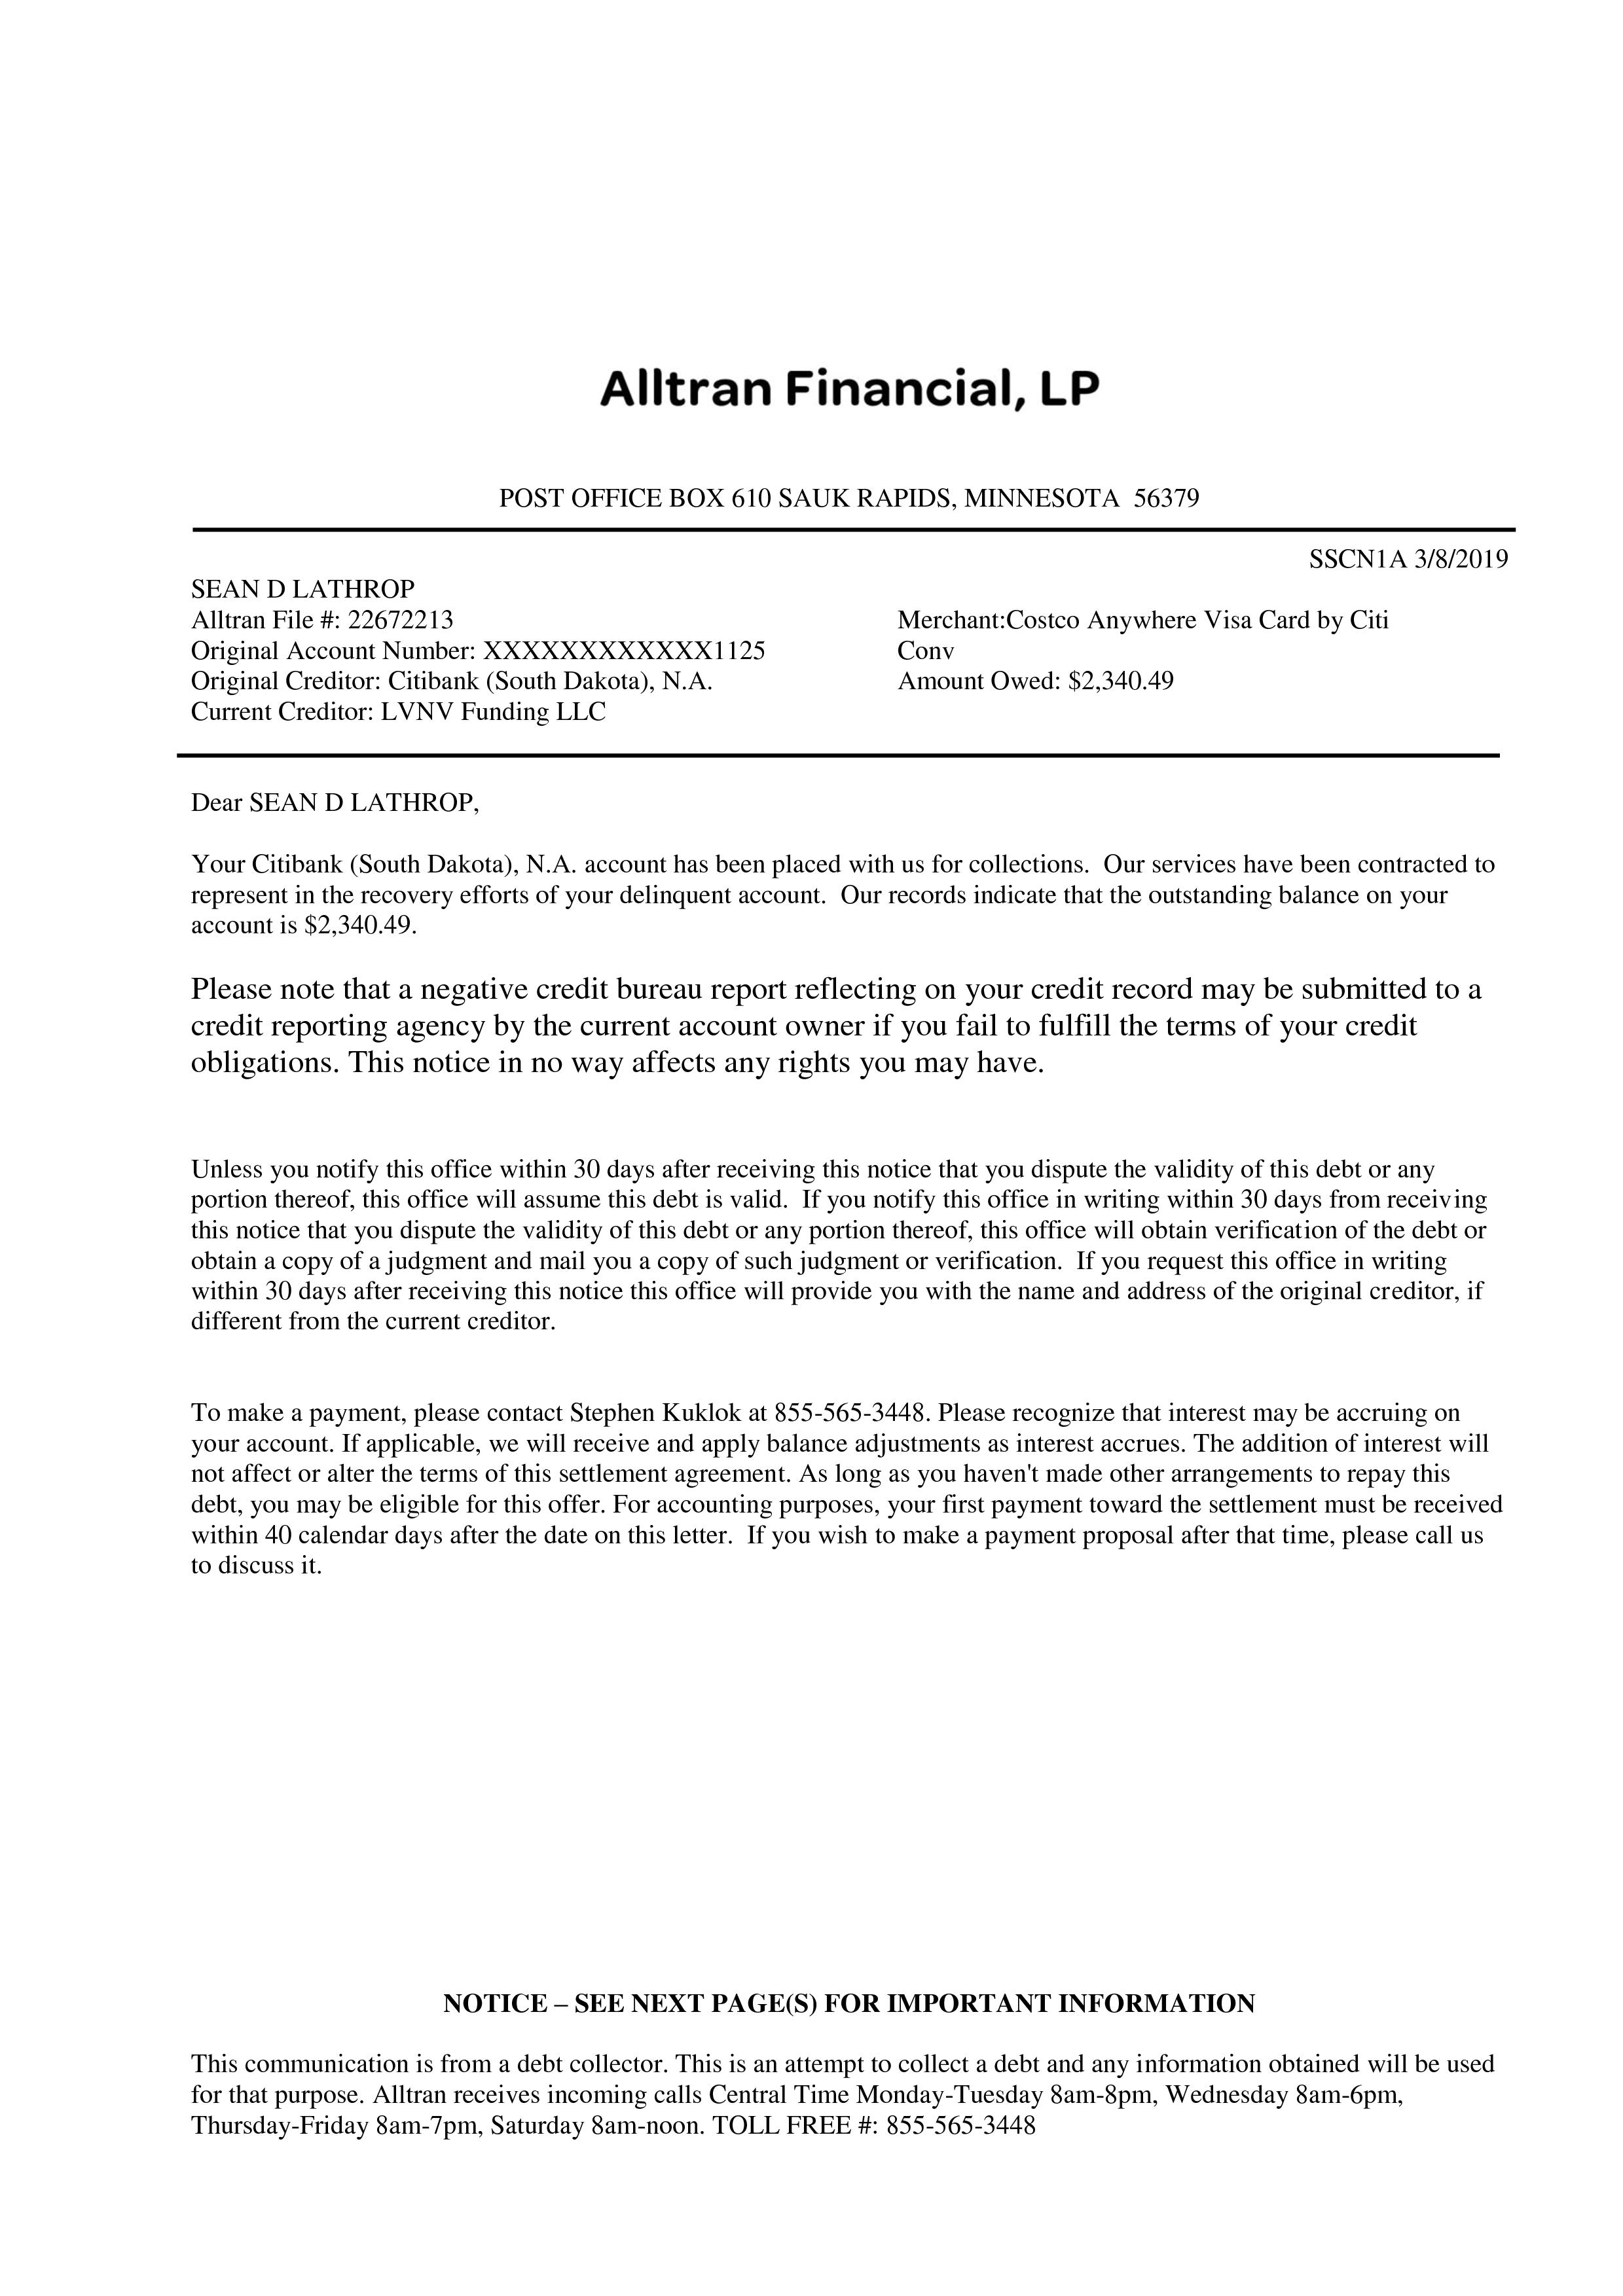 Alltran Financial, LP
POST OFFICE BOX 610 SAUK RAPIDS, MINNESOTA  56379
SSCN1A 3/8/2019
SEAN D LATHROP
Alltran File #: 22672213
Original Account Number: XXXXXXXXXXXX1125
Original Creditor: Citibank (South Dakota), N.A.
Current Creditor: LVNV Funding LLC
Merchant:Costco Anywhere Visa Card by Citi
Conv
Amount Owed: $2,340.49
Dear SEAN D LATHROP,
Your Citibank (South Dakota), N.A. account has been placed with us for collections.  Our services have been contracted to
represent in the recovery efforts of your delinquent account.  Our records indicate that the outstanding balance on your
account is $2,340.49.
Please note that a negative credit bureau report reflecting on your credit record may be submitted to a
credit reporting agency by the current account owner if you fail to fulfill the terms of your credit
obligations. This notice in no way affects any rights you may have.
Unless you notify this office within 30 days after receiving this notice that you dispute the validity of this debt or any
portion thereof, this office will assume this debt is valid.  If you notify this office in writing within 30 days from receiving
this notice that you dispute the validity of this debt or any portion thereof, this office will obtain verification of the debt or
obtain a copy of a judgment and mail you a copy of such judgment or verification.  If you request this office in writing
within 30 days after receiving this notice this office will provide you with the name and address of the original creditor, if
different from the current creditor.
To make a payment, please contact Stephen Kuklok at 855-565-3448. Please recognize that interest may be accruing on
your account. If applicable, we will receive and apply balance adjustments as interest accrues. The addition of interest will
not affect or alter the terms of this settlement agreement. As long as you haven't made other arrangements to repay this
debt, you may be eligible for this offer. For accounting purposes, your first payment toward the settlement must be received
within 40 calendar days after the date on this letter.  If you wish to make a payment proposal after that time, please call us
to discuss it.
NOTICE – SEE NEXT PAGE(S) FOR IMPORTANT INFORMATION
This communication is from a debt collector. This is an attempt to collect a debt and any information obtained will be used
for that purpose. Alltran receives incoming calls Central Time Monday-Tuesday 8am-8pm, Wednesday 8am-6pm,
Thursday-Friday 8am-7pm, Saturday 8am-noon. TOLL FREE #: 855-565-3448